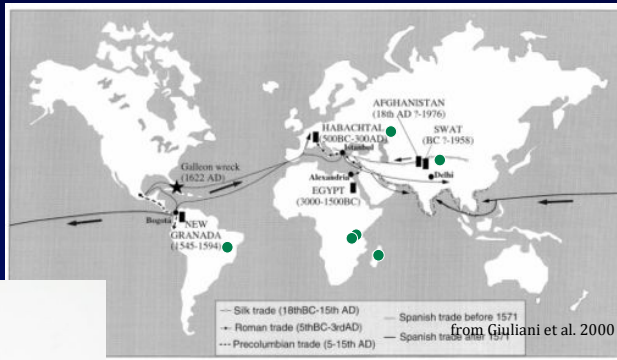 AFGHANISTAN
(18th AD ?-1976)
HABACHTAL
(500BC-300AD)
SWAT
(BC ?-1958)
Istanbul
Galleon wreck
(1622 AD)
Alexandria
Delhi
EGYPT
(3000-1500BC)
Bogota
NEW
GRANADA
(1545-1594)
Silk trade (18thBC-15th AD)
Roman trade (5thBC-3rdAD)
Precolumbian trade (5-15th AD)
Spanish trade before 1571
Spanish trade after 1571
from Giuliani et al. 2000